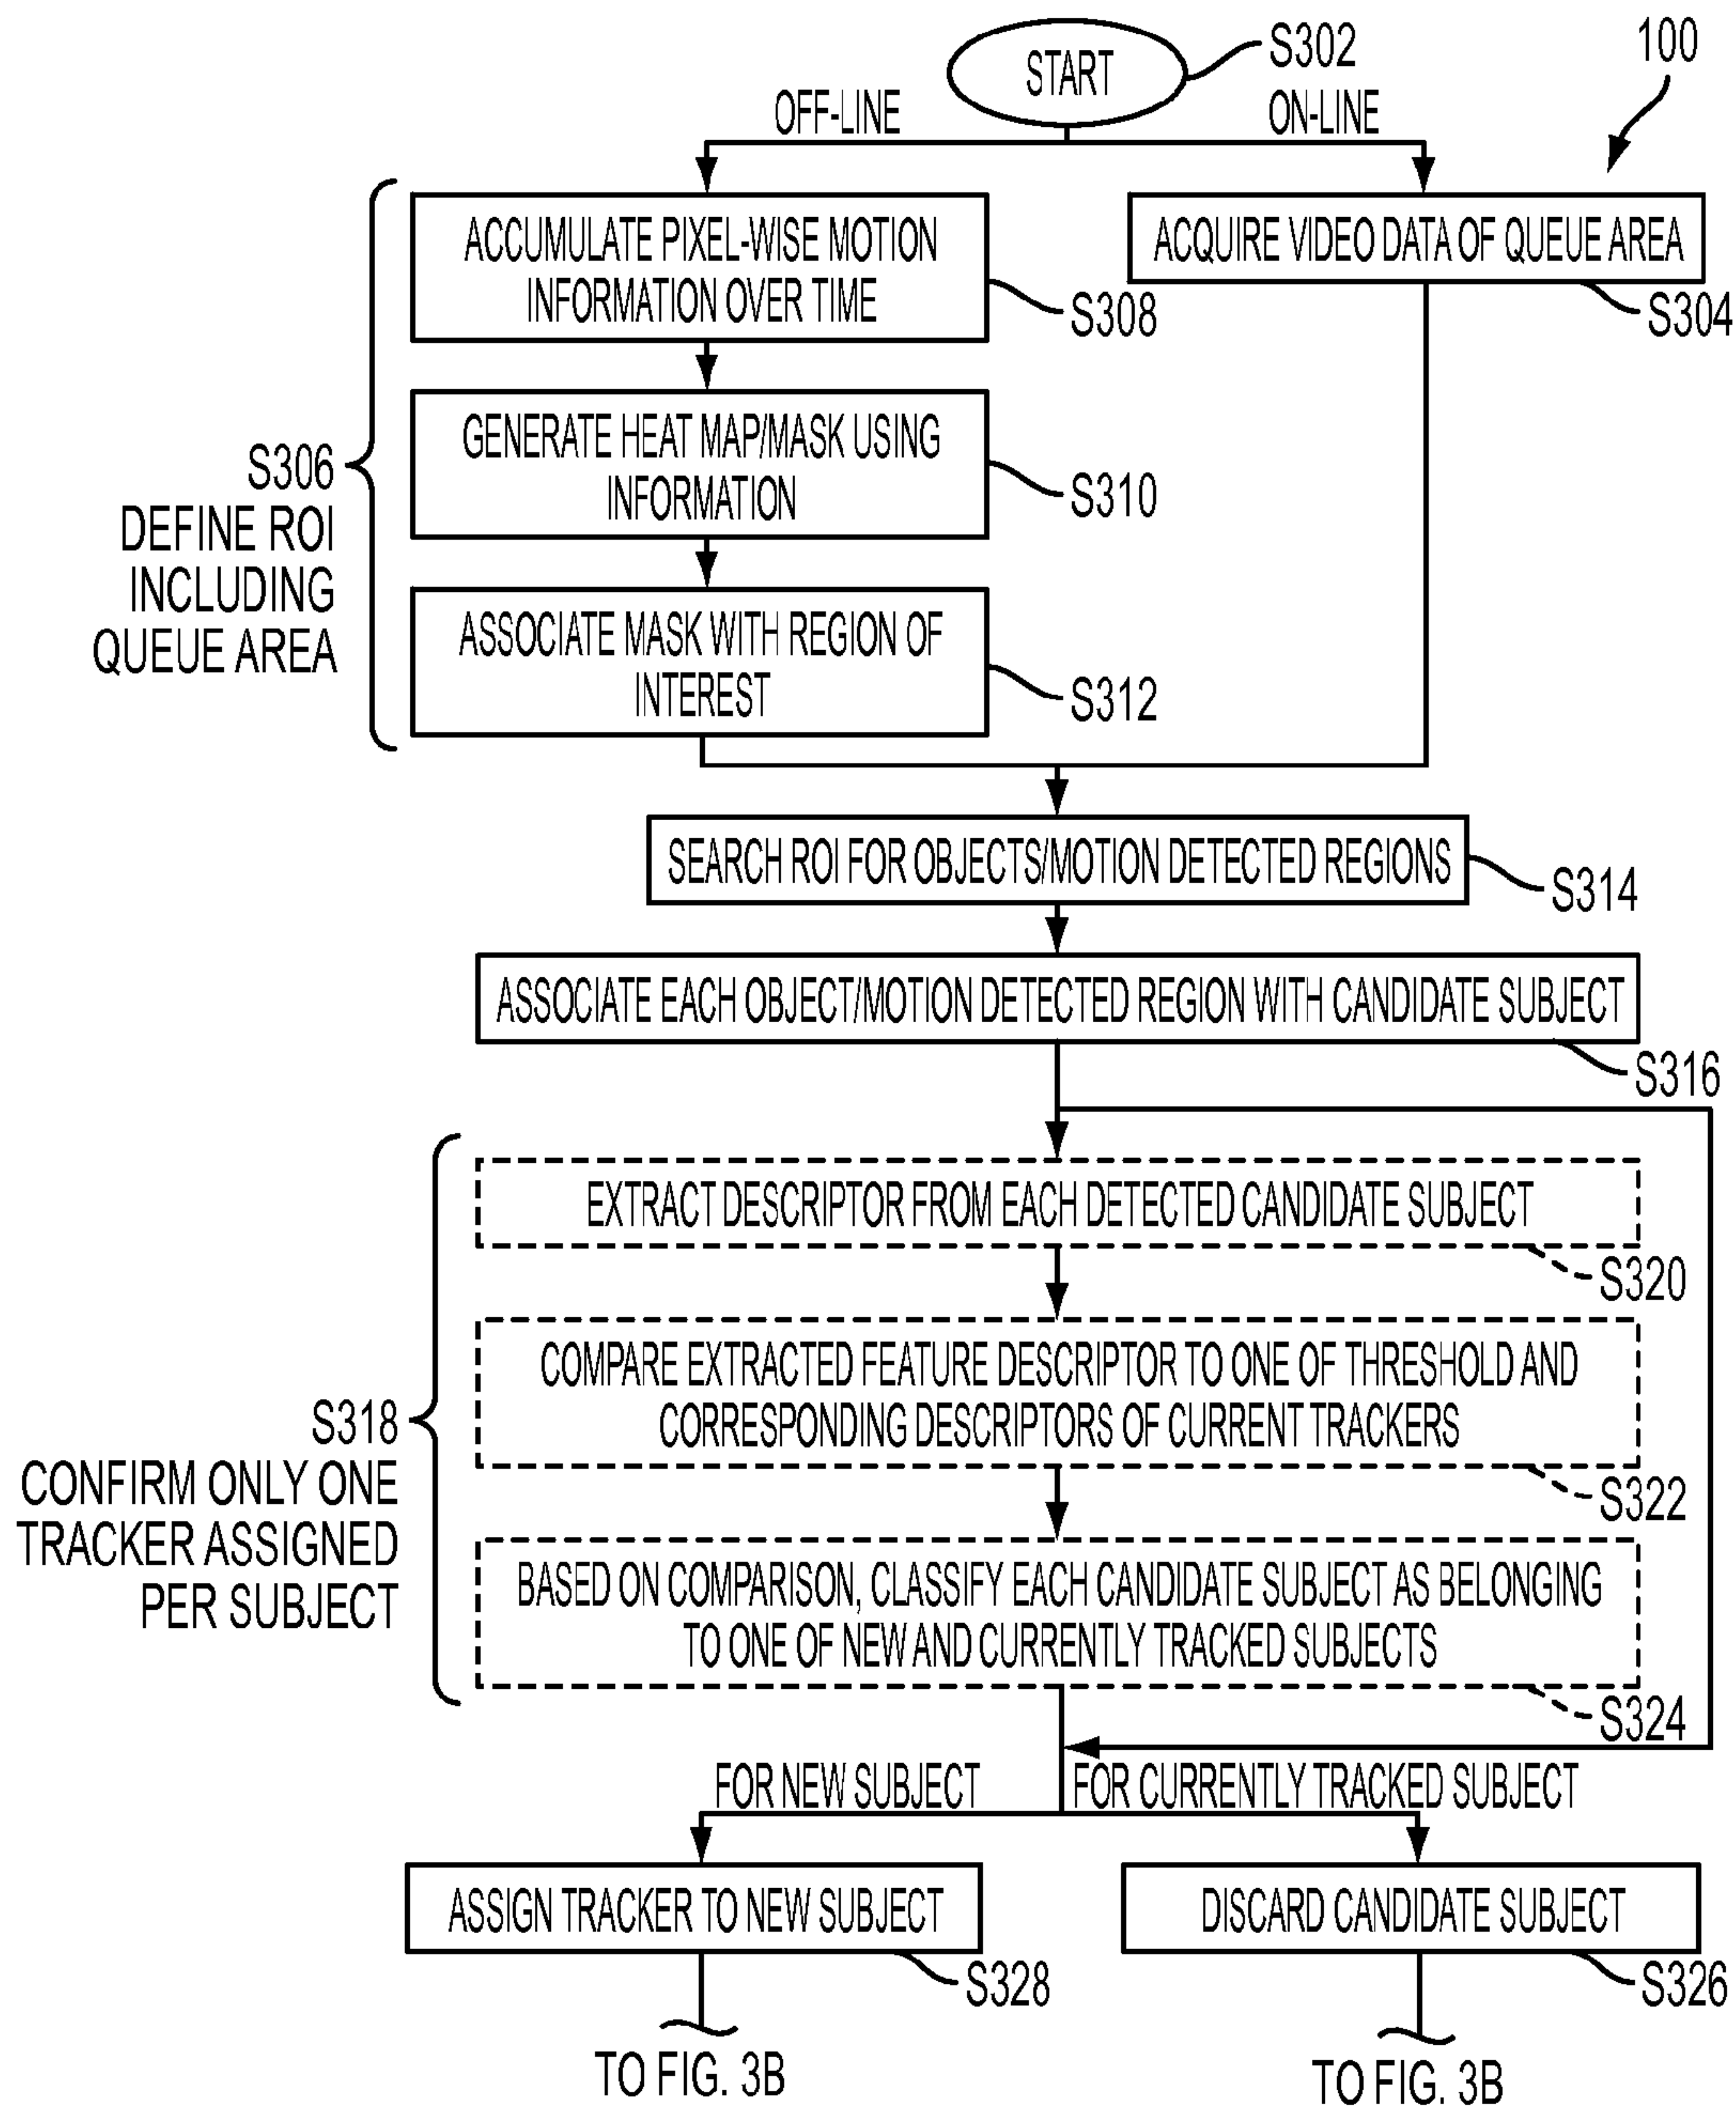 START
S302
100
OFF-LINE
ON-LINE
ACCUMULATE PIXEL-WISE MOTION
INFORMATION OVER TIME
S308
ACQUIRE VIDEO DATA OF QUEUE AREA
S304
S306
DEFINE ROI
INCLUDING
QUEUE AREA
GENERATE HEAT MAP/MASK USING
INFORMATION
S310
ASSOCIATE MASK WITH REGION OF
INTEREST
S312
SEARCH ROI FOR OBJECTS/MOTION DETECTED REGIONS
S314
ASSOCIATE EACH OBJECT/MOTION DETECTED REGION WITH CANDIDATE SUBJECT
S316
S318
CONFIRM ONLY ONE
TRACKER ASSIGNED
PER SUBJECT
EXTRACT DESCRIPTOR FROM EACH DETECTED CANDIDATE SUBJECT
S320
COMPARE EXTRACTED FEATURE DESCRIPTOR TO ONE OF THRESHOLD AND
CORRESPONDING DESCRIPTORS OF CURRENT TRACKERS
S322
BASED ON COMPARISON, CLASSIFY EACH CANDIDATE SUBJECT AS BELONGING
TO ONE OF NEW AND CURRENTLY TRACKED SUBJECTS
S324
FOR NEW SUBJECT
FOR CURRENTLY TRACKED SUBJECT
ASSIGN TRACKER TO NEW SUBJECT
S328
DISCARD CANDIDATE SUBJECT
S326
TO FIG. 3B
TO FIG. 3B